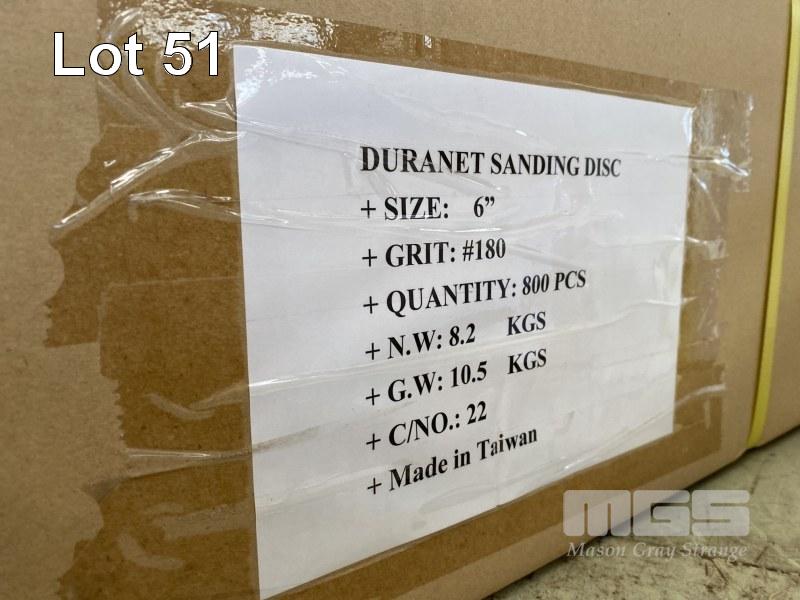 Lot 51
DURANET SANDING DISC
+ SIZE: 6”
+ GRIT: #180
+ QUANTITY: 800 PCS
+ N.W: 8.2 KGS
+ G.W: 10.5 KGS
+ C/NO.: 22
+ Made in Taiwan
MGS
Mason Gray Strange